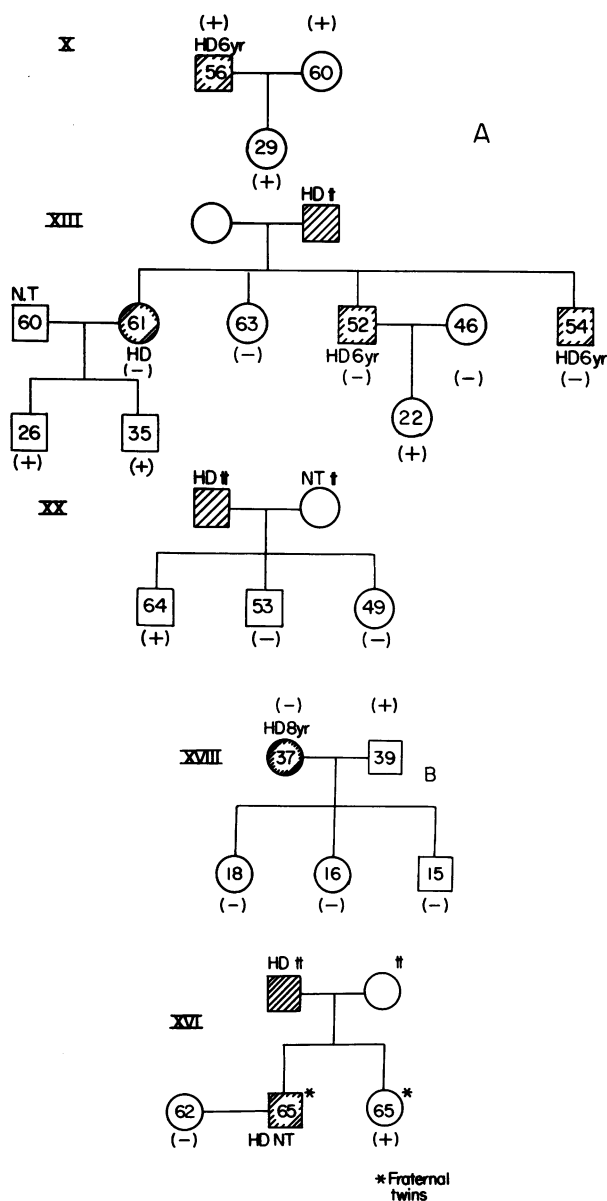 (+) (+)
X HD6yr
56 60
A
29
(+)
XIII HD †
N.T
60 61 63 52 46 54
HD (-) HD6yr HD6yr
(-) (-) (-) (-)
26 35 22
(+) (+) (+)
HD †† NT †
XX
64 53 49
(+) (-) (-)
(-) (+)
HD8yr
XVIII 37 39
B
18 16 15
(-) (-) (-)
HD †† ††
XVI
62 65* 65*
(-) HD NT (+)
*Fraternal
twins